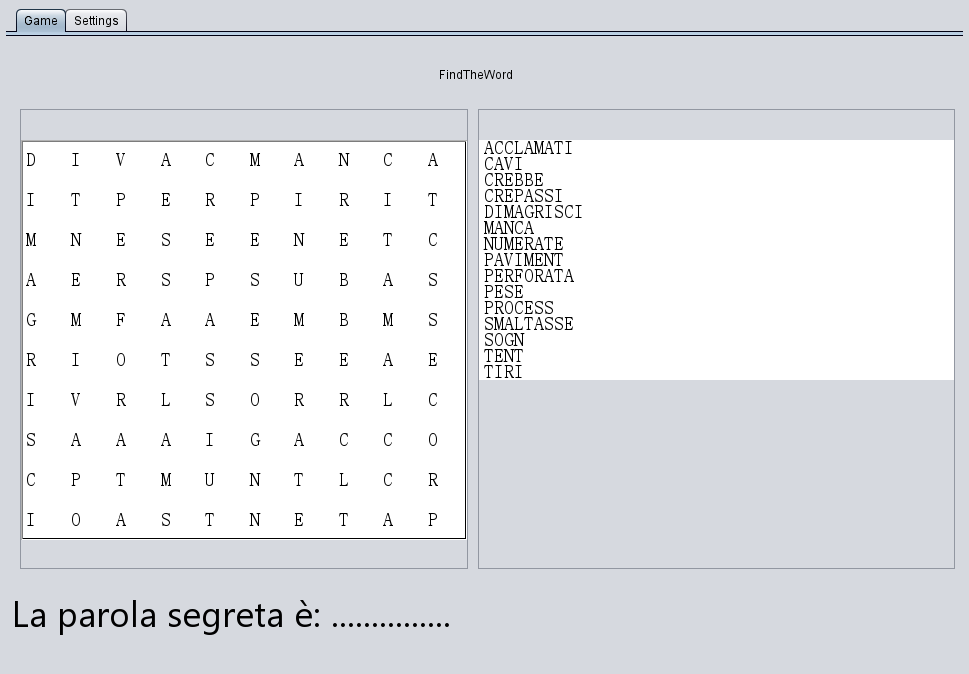 Game Settings
FindTheWord
D I V A C M A N C A
I T P E R P I R I T
M N E S E E N E T C
A E R S P S U B A S
G M F A A E M B M S
R I O T S S E E A E
I V R L S O R R L C
S A A A I G A C C O
C P T M U N T L C R
I O A S T N E T A P
ACCLAMATI
CAVI
CREBBE
CREPASSI
DIMAGRISCI
MANCA
NUMERATE
PAVIMENT
PERFORATA
PESE
PROCESS
SMALTASSE
SOGN
TENT
TIRI
La parola segreta è: ...............